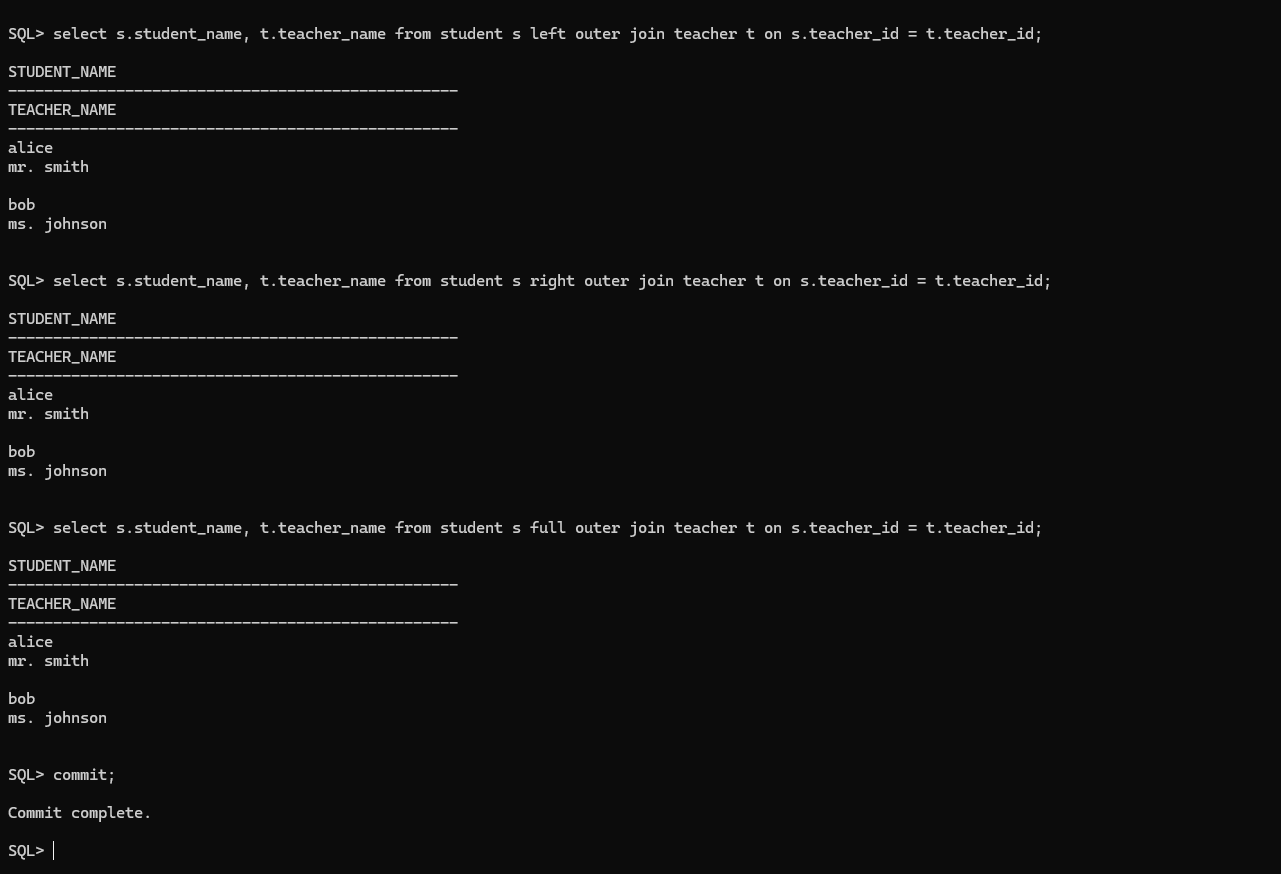 SQL> select s.student_name, t.teacher_name from student s left outer join teacher t on s.teacher_id = t.teacher_id;
STUDENT_NAME
--------------------------------------------------
TEACHER_NAME
--------------------------------------------------
alice
mr. smith
bob
ms. johnson
SQL> select s.student_name, t.teacher_name from student s right outer join teacher t on s.teacher_id = t.teacher_id;
STUDENT_NAME
--------------------------------------------------
TEACHER_NAME
--------------------------------------------------
alice
mr. smith
bob
ms. johnson
SQL> select s.student_name, t.teacher_name from student s full outer join teacher t on s.teacher_id = t.teacher_id;
STUDENT_NAME
--------------------------------------------------
TEACHER_NAME
--------------------------------------------------
alice
mr. smith
bob
ms. johnson
SQL> commit;
Commit complete.
SQL>